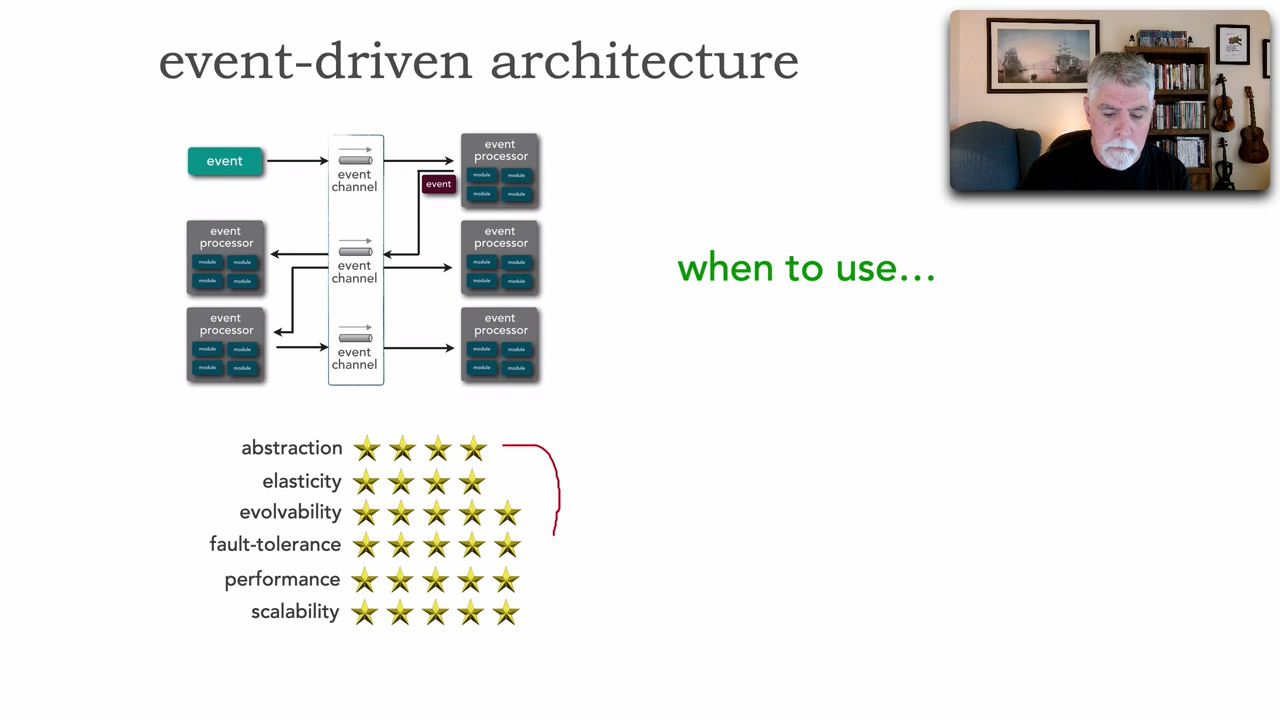 event-driven architecture
event
event
channel
event
processor
module module
module module
event
event
processor
module module
module module
event
channel
event
processor
module module
module module
event
processor
module module
module module
event
channel
event
processor
module module
module module
when to use...
abstraction
elasticity
evolvability
fault-tolerance
performance
scalability